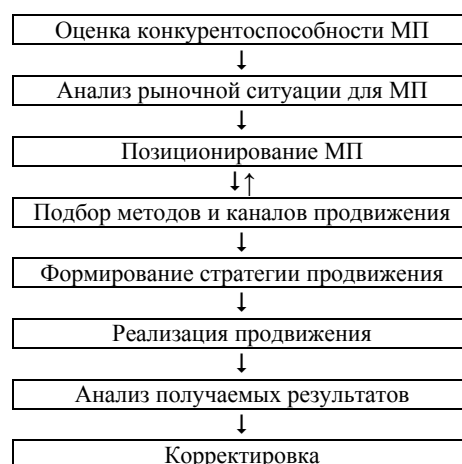 Оценка конкурентоспособности МП
↓
Анализ рыночной ситуации для МП
↓
Позиционирование МП
↓↑
Подбор методов и каналов продвижения
↓
Формирование стратегии продвижения
↓
Реализация продвижения
↓
Анализ получаемых результатов
↓
Корректировка